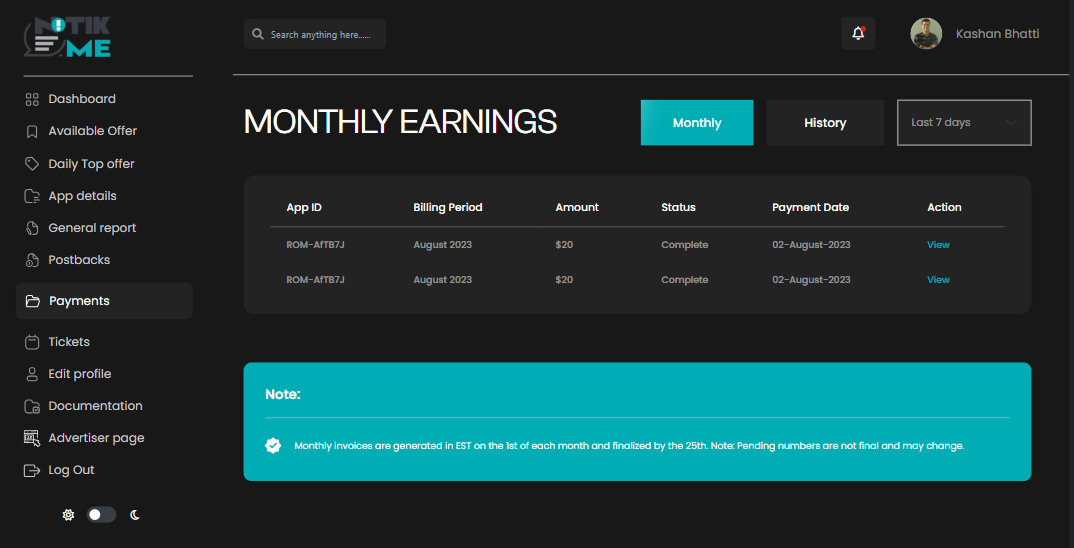 NOTIK
ME
Search anything here......
Kashan Bhatti
Dashboard
Available Offer
Daily Top offer
App details
General report
Postbacks
Payments
Tickets
Edit profile
Documentation
Advertiser page
Log Out
MONTHLY EARNINGS
Monthly
History
Last 7 days
App ID Billing Period Amount Status Payment Date Action
ROM-AfTB7J August 2023 $20 Complete 02-August-2023 View
ROM-AfTB7J August 2023 $20 Complete 02-August-2023 View
Note:
Monthly invoices are generated in EST on the 1st of each month and finalized by the 25th. Note: Pending numbers are not final and may change.